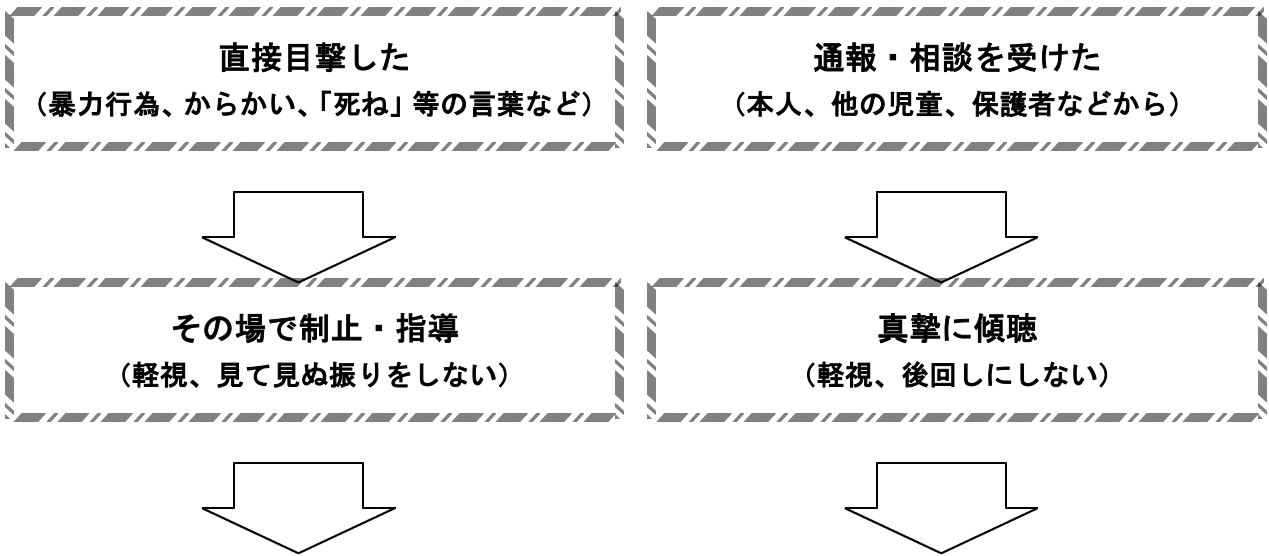 直接目撃した
（暴力行為、からかい、「死ね」等の言葉など）
通報・相談を受けた
（本人、他の児童、保護者などから）
その場で制止・指導
（軽視、見て見ぬ振りをしない）
真摯に傾聴
（軽視、後回しにしない）